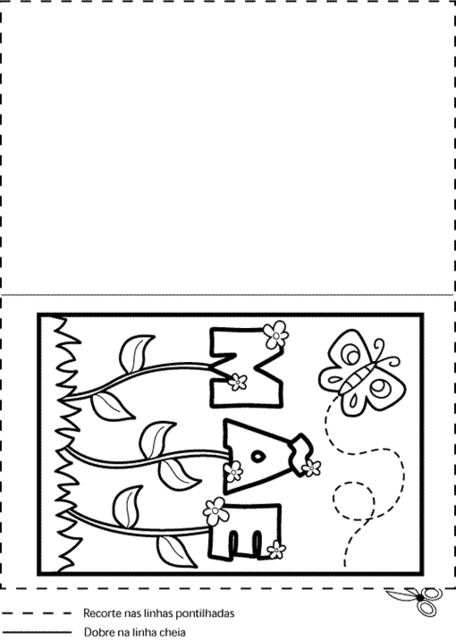 MÃE
Recorte nas linhas pontilhadas
Dobre na linha cheia